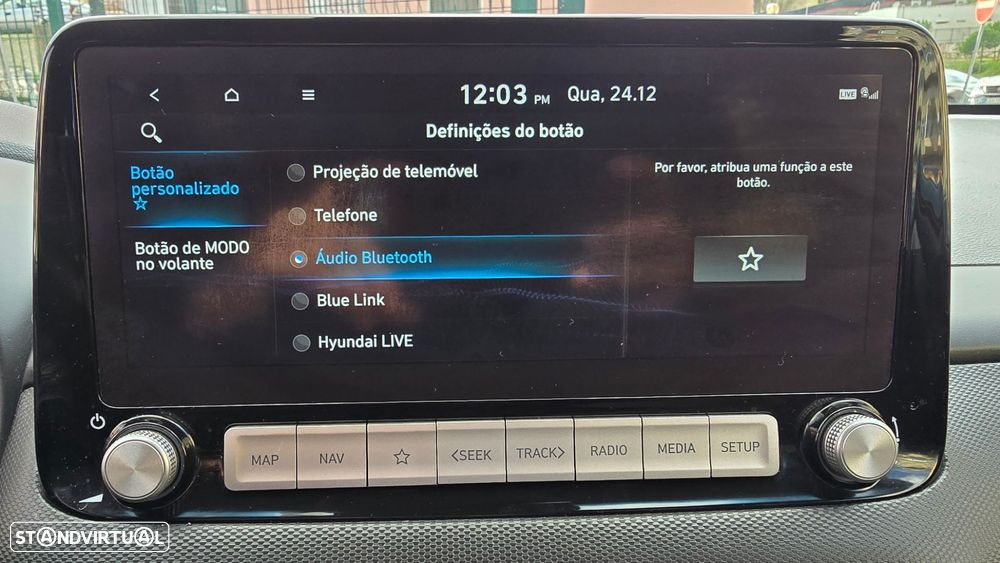 12:03 PM Qua, 24.12
LIVE
Definições do botão
Botão
personalizado
Botão de MODO
no volante
Projeção de telemóvel
Telefone
Áudio Bluetooth
Blue Link
Hyundai LIVE
Por favor, atribua uma função a este
botão.
MAP NAV <SEEK TRACK> RADIO MEDIA SETUP
STANDVIRTUAL